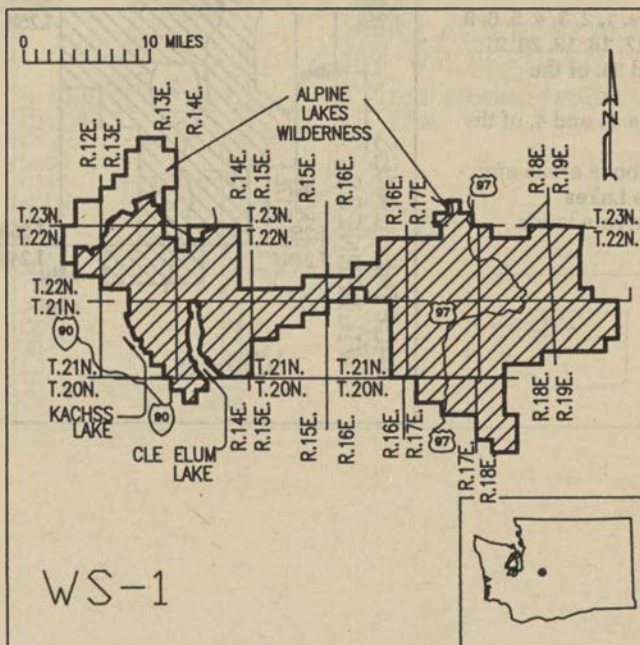 0 10 MILES
ALPINE
LAKES
WILDERNESS
N
R.12E.
R.13E.
R.13E.
R.14E.
R.14E.
R.15E.
R.15E.
R.16E.
R.16E.
R.17E.
97
R.18E.
R.19E.
T.23N.
T.22N.
T.23N.
T.22N.
T.23N.
T.22N.
T.22N.
T.21N.
97
90
T.21N.
T.20N.
T.21N.
T.20N.
T.21N.
T.20N.
KACHSS
LAKE
90
CLE ELUM
LAKE
R.14E.
R.15E.
R.15E.
R.16E.
R.16E.
R.17E.
97
R.17E.
R.18E.
R.18E.
R.19E.
WS-1